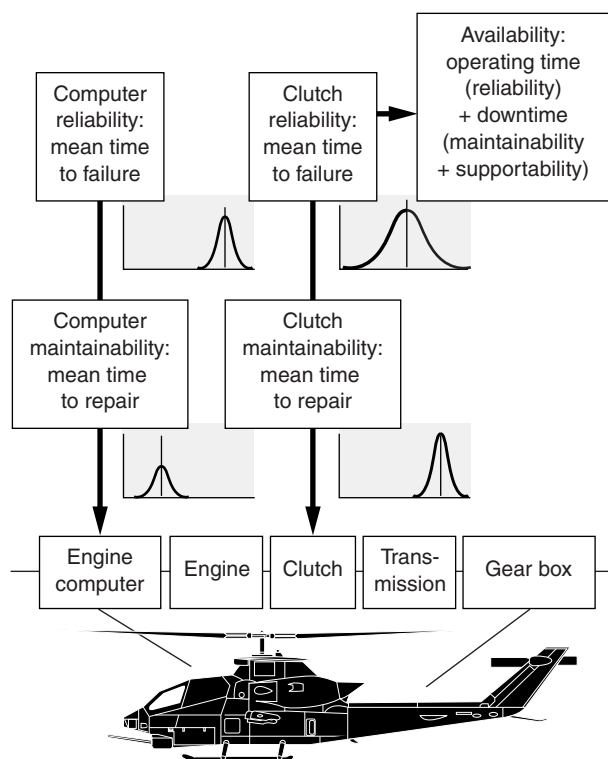 Availability:
operating time
(reliability)
+ downtime
(maintainability
+ supportability)
Computer
reliability:
mean time
to failure
Clutch
reliability:
mean time
to failure
Computer
maintainability:
mean time
to repair
Clutch
maintainability:
mean time
to repair
Engine
computer
Engine
Clutch
Trans-
mission
Gear box